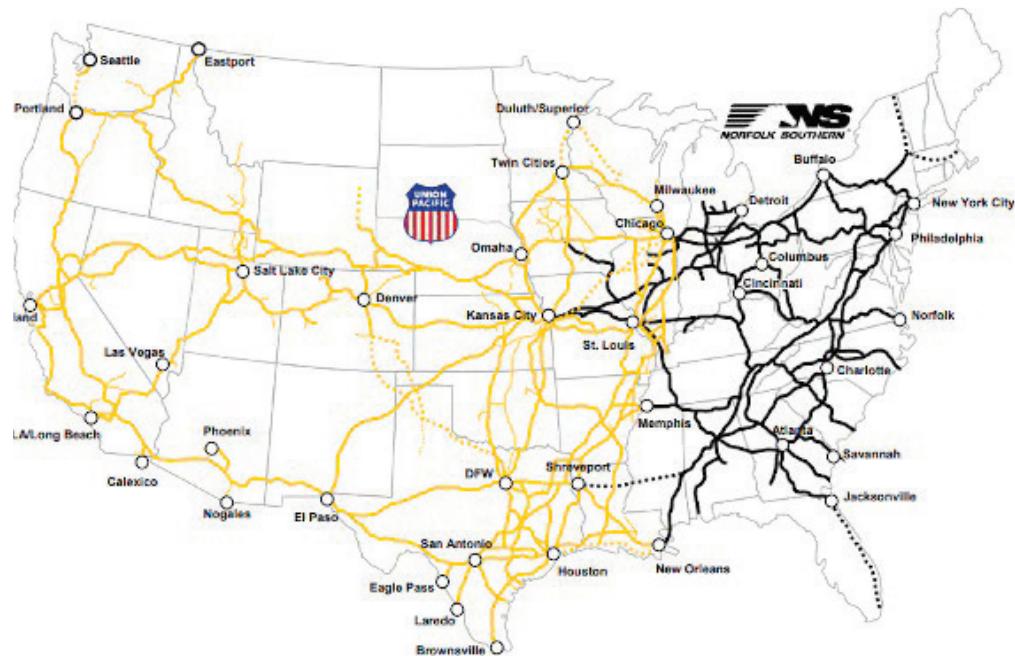 Seattle
Eastport
Portland
Duluth/Superior
NS
NORFOLK SOUTHERN
Twin Cities
Buffalo
UNION
PACIFIC
Milwaukee
Detroit
New York City
Chicago
Philadelphia
Omaha
Columbus
Salt Lake City
Cincinnati
Denver
land
Kansas City
Norfolk
St. Louis
Las Vegas
Charlotte
LA/Long Beach
Memphis
Phoenix
Atlanta
Savannah
Calexico
DFW
Shreveport
Jacksonville
Nogales
El Paso
San Antonio
New Orleans
Houston
Eagle Pass
Laredo
Brownsville